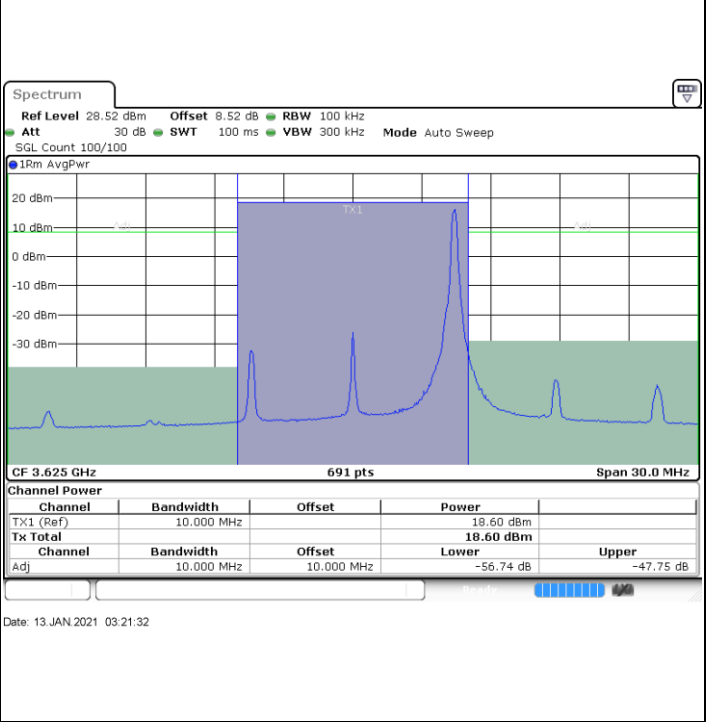 Spectrum
Ref Level 28.52 dBm Offset 8.52 dB RBW 100 kHz
Att 30 dB SWT 100 ms VBW 300 kHz Mode Auto Sweep
SGL Count 100/100
1Rm AvgPwr
20 dBm
TX1
10 dBm Adj Adj
0 dBm
-10 dBm
-20 dBm
-30 dBm
CF 3.625 GHz 691 pts Span 30.0 MHz
Channel Power
Channel Bandwidth Offset Power
TX1 (Ref) 10.000 MHz 18.60 dBm
Tx Total 18.60 dBm
Channel Bandwidth Offset Lower Upper
Adj 10.000 MHz 10.000 MHz -56.74 dB -47.75 dB
Ready
Date: 13.JAN.2021 03:21:32